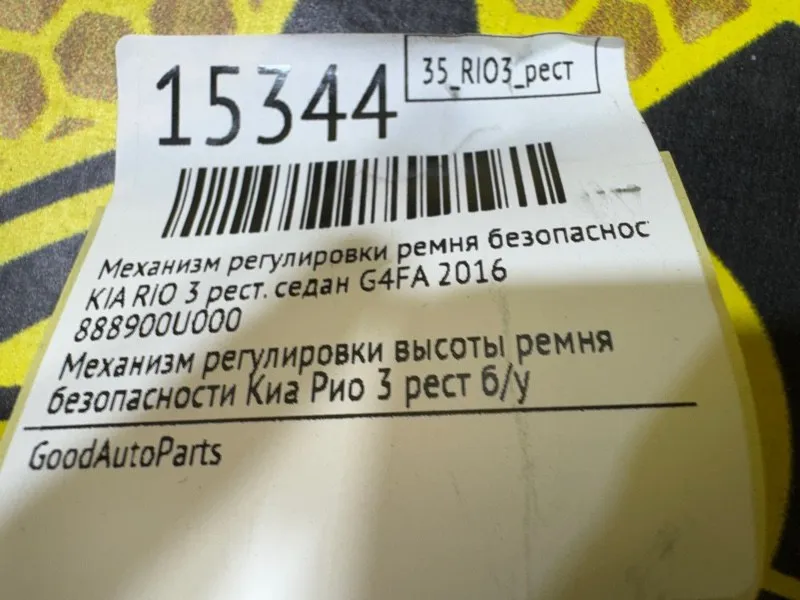 15344
35_RIO3_рест
Механизм регулировки ремня безопаснос
KIA RIO 3 рест. седан G4FA 2016
888900U000
Механизм регулировки высоты ремня
безопасности Киа Рио 3 рест б/у
GoodAutoParts